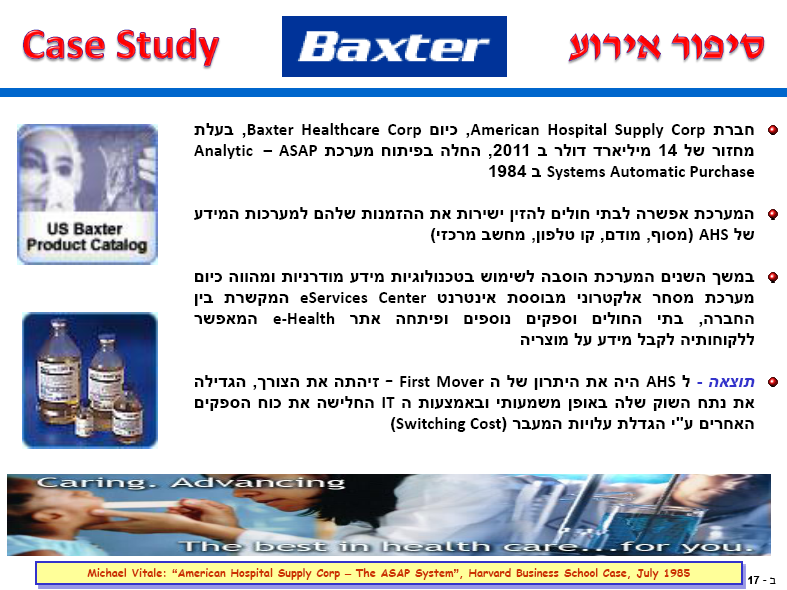 Case Study
Baxter
סיפור אירוע
חברת American Hospital Supply Corp, כיום Baxter Healthcare Corp, בעלת
מחזור של 14 מיליארד דולר ב 2011, החלה בפיתוח מערכת Analytic – ASAP
Systems Automatic Purchase ב 1984
המערכת אפשרה לבתי חולים להזין ישירות את ההזמנות שלהם למערכות המידע
של AHS (מסוף, מודם, קו טלפון, מחשב מרכזי)
במשך השנים המערכת הוסבה לשימוש בטכנולוגיות מידע מודרניות ומהווה כיום
מערכת מסחר אלקטרוני מבוססת אינטרנט eServices Center המקשרת בין
החברה, בתי החולים וספקים נוספים ופיתחה אתר e-Health המאפשר
ללקוחותיה לקבל מידע על מוצריה
תוצאה - ל AHS היה את היתרון של ה First Mover – זיהתה את הצורך, הגדילה
את נתח השוק שלה באופן משמעותי ובאמצעות ה IT החלישה את כוח הספקים
האחרים ע"י הגדלת עלויות המעבר (Switching Cost)
US Baxter
Product Catalog
Caring. Advancing
The best in health care...for you.
Michael Vitale: “American Hospital Supply Corp – The ASAP System”, Harvard Business School Case, July 1985
ב - 17